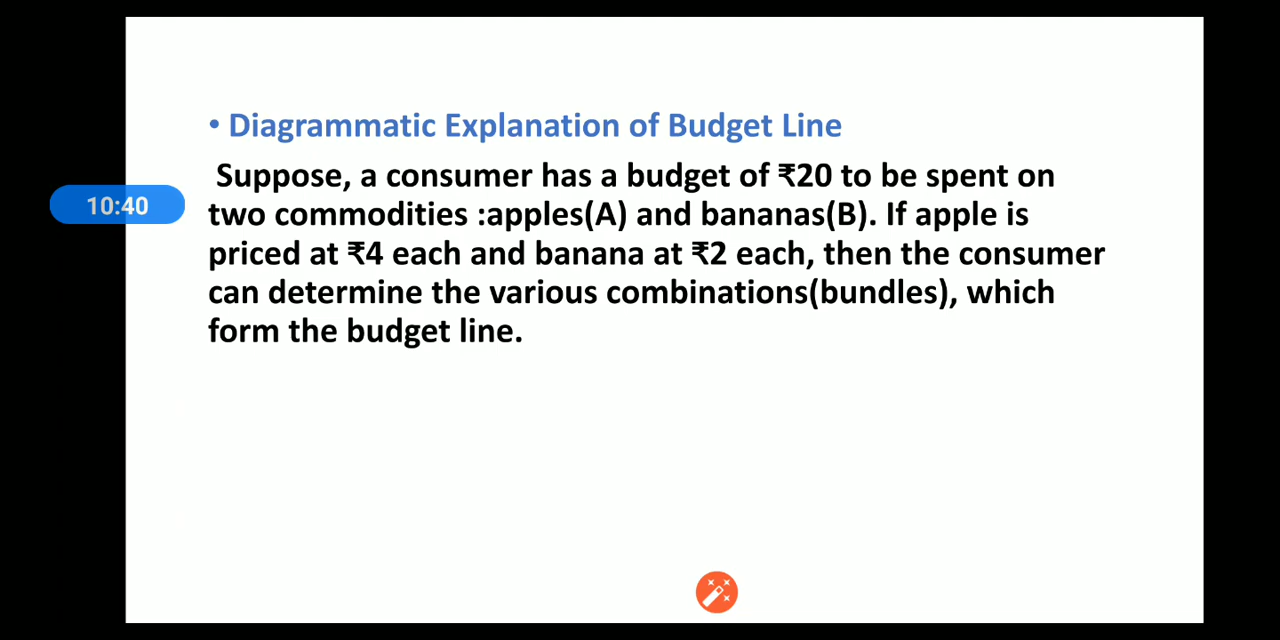 • Diagrammatic Explanation of Budget Line
Suppose, a consumer has a budget of ₹20 to be spent on
10:40
two commodities :apples(A) and bananas(B). If apple is
priced at ₹4 each and banana at ₹2 each, then the consumer
can determine the various combinations(bundles), which
form the budget line.